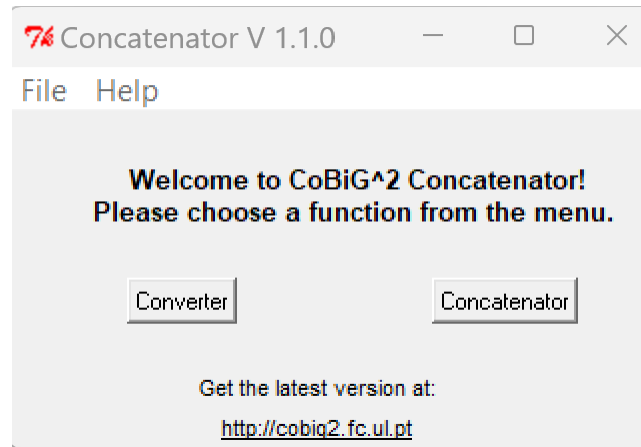 Concatenator V 1.1.0
File Help
Welcome to CoBiG^2 Concatenator!
Please choose a function from the menu.
Converter Concatenator
Get the latest version at:
http://cobig2.fc.ul.pt